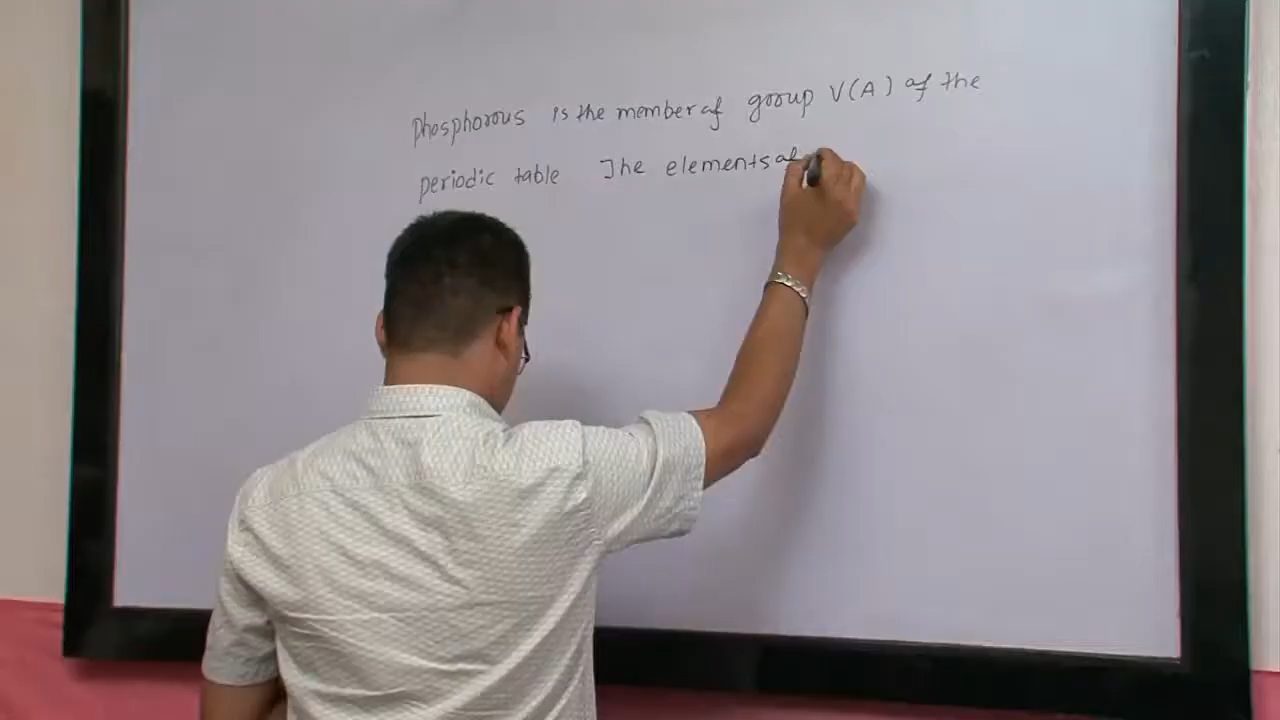 phosphorous is the member of group V(A) of the
periodic table The elements of